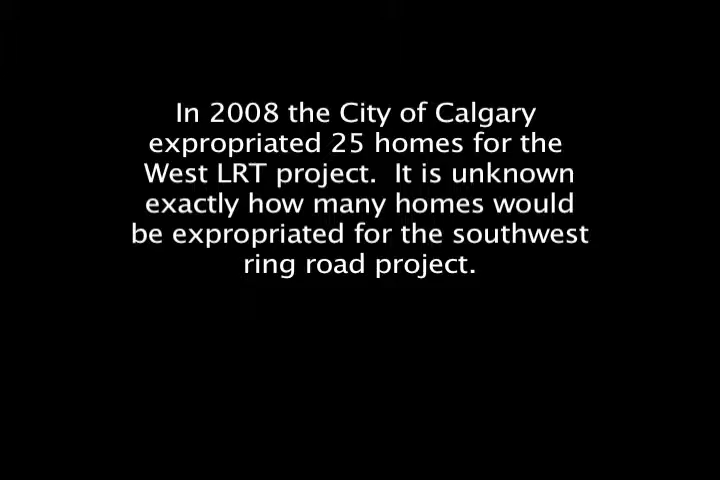 In 2008 the City of Calgary
expropriated 25 homes for the
West LRT project.  It is unknown
exactly how many homes would
be expropriated for the southwest
ring road project.